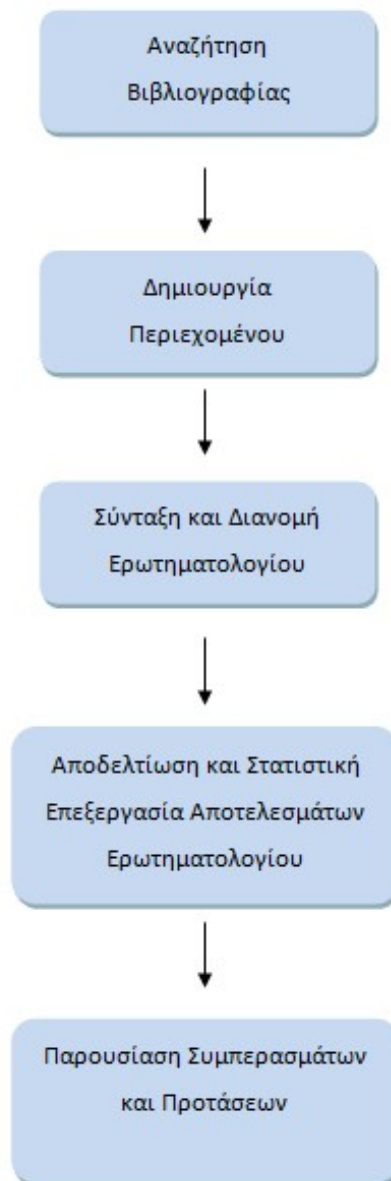 Αναζήτηση
Βιβλιογραφίας
Δημιουργία
Περιεχομένου
Σύνταξη και Διανομή
Ερωτηματολογίου
Αποδελτίωση και Στατιστική
Επεξεργασία Αποτελεσμάτων
Ερωτηματολογίου
Παρουσίαση Συμπερασμάτων
και Προτάσεων